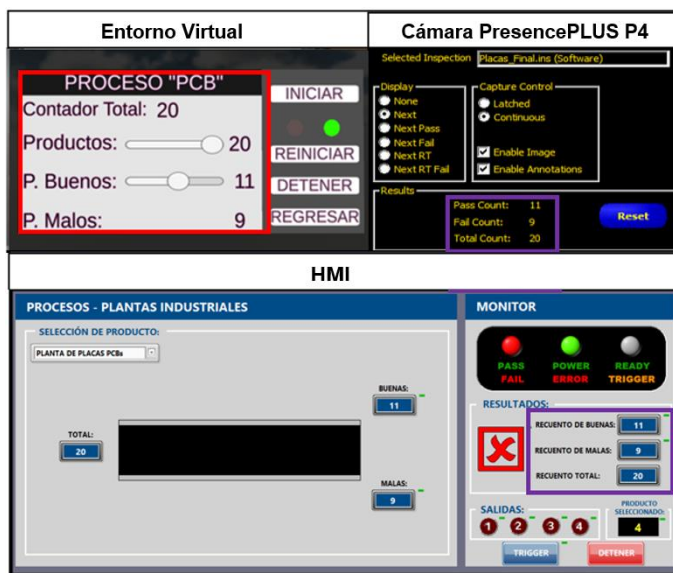 Entorno Virtual
PROCESO "PCB"
Contador Total: 20
Productos: 20
P. Buenos: 11
P. Malos: 9
INICIAR
REINICIAR
DETENER
REGRESAR
Cámara PresencePLUS P4
Selected Inspection Placas_Final.ins (Software)
Display
None
Next
Next Pass
Next Fail
Next RT
Next RT Fail
Capture Control
Latched
Continuous
Enable Image
Enable Annotations
Results
Pass Count: 11
Fail Count: 9
Total Count: 20
Reset
HMI
PROCESOS - PLANTAS INDUSTRIALES
SELECCIÓN DE PRODUCTO:
PLANTA DE PLACAS PCBs
TOTAL:
20
BUENAS:
11
MALAS:
9
MONITOR
PASS POWER READY
FAIL ERROR TRIGGER
RESULTADOS:
RECUENTO DE BUENAS: 11
RECUENTO DE MALAS: 9
RECUENTO TOTAL: 20
SALIDAS:
1 2 3 4
PRODUCTO
SELECCIONADO:
4
TRIGGER
DETENER